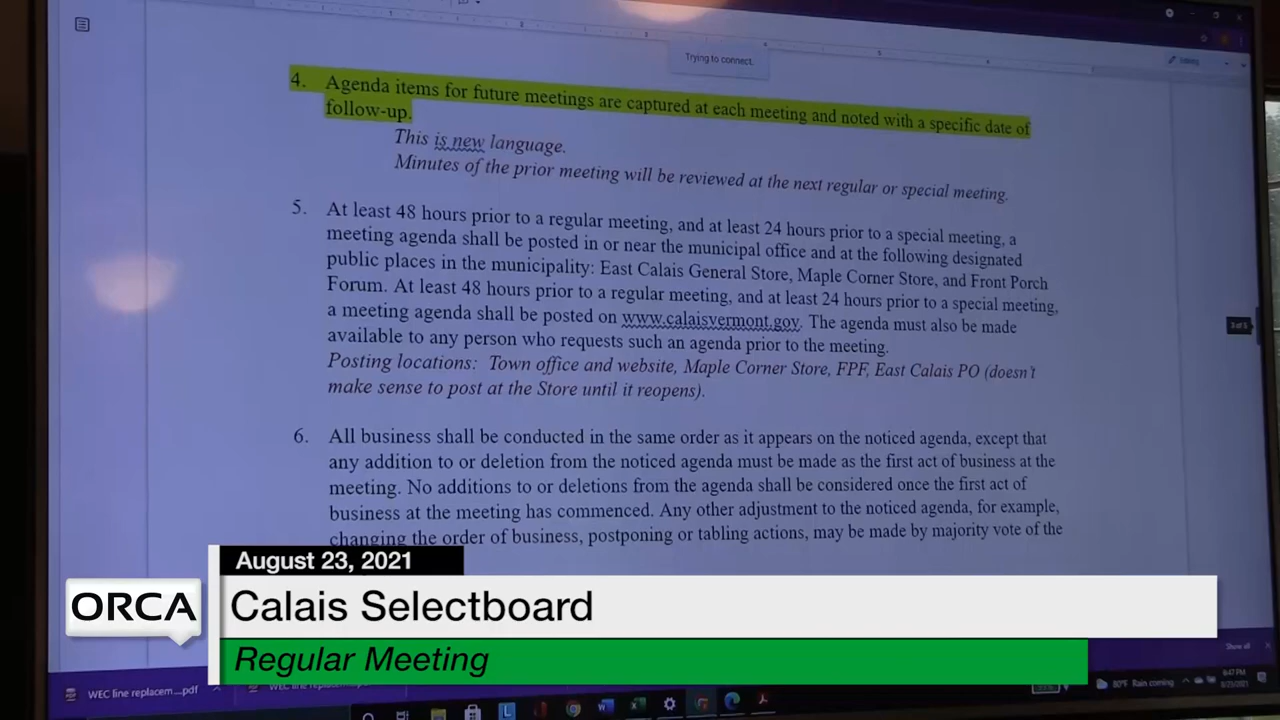 Trying to connect.
4. Agenda items for future meetings are captured at each meeting and noted with a specific date of
follow-up.
This is new language.
Minutes of the prior meeting will be reviewed at the next regular or special meeting.
5. At least 48 hours prior to a regular meeting, and at least 24 hours prior to a special meeting, a
meeting agenda shall be posted in or near the municipal office and at the following designated
public places in the municipality: East Calais General Store, Maple Corner Store, and Front Porch
Forum. At least 48 hours prior to a regular meeting, and at least 24 hours prior to a special meeting,
a meeting agenda shall be posted on www.calaisvermont.gov. The agenda must also be made
available to any person who requests such an agenda prior to the meeting.
Posting locations: Town office and website, Maple Corner Store, FPF, East Calais PO (doesn't
make sense to post at the Store until it reopens).
3 of 5
6. All business shall be conducted in the same order as it appears on the noticed agenda, except that
any addition to or deletion from the noticed agenda must be made as the first act of business at the
meeting. No additions to or deletions from the agenda shall be considered once the first act of
business at the meeting has commenced. Any other adjustment to the noticed agenda, for example,
changing the order of business, postponing or tabling actions, may be made by majority vote of the
August 23, 2021
ORCA
Calais Selectboard
Regular Meeting
Show all
WEC line replacem....pdf
80°F Rain coming